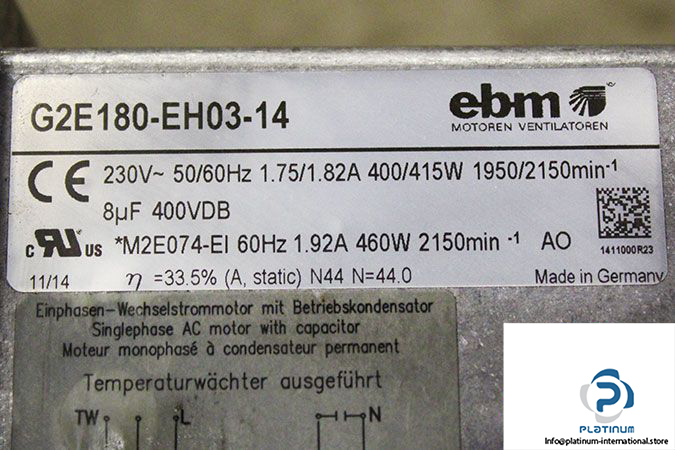 G2E180-EH03-14
ebm
MOTOREN VENTILATOREN
CE 230V~ 50/60Hz 1.75/1.82A 400/415W 1950/2150min⁻¹
8µF 400VDB
c RU us *M2E074-EI 60Hz 1.92A 460W 2150min -¹ AO
1411000R23
11/14 η =33.5% (A, static) N44 N=44.0 Made in Germany
Einphasen-Wechselstrommotor mit Betriebskondensator
Singlephase AC motor with capacitor
Moteur monophasé à condensateur permanent
Temperaturwächter ausgeführt
TW L N
PLATINUM
Info@platinum-international.store